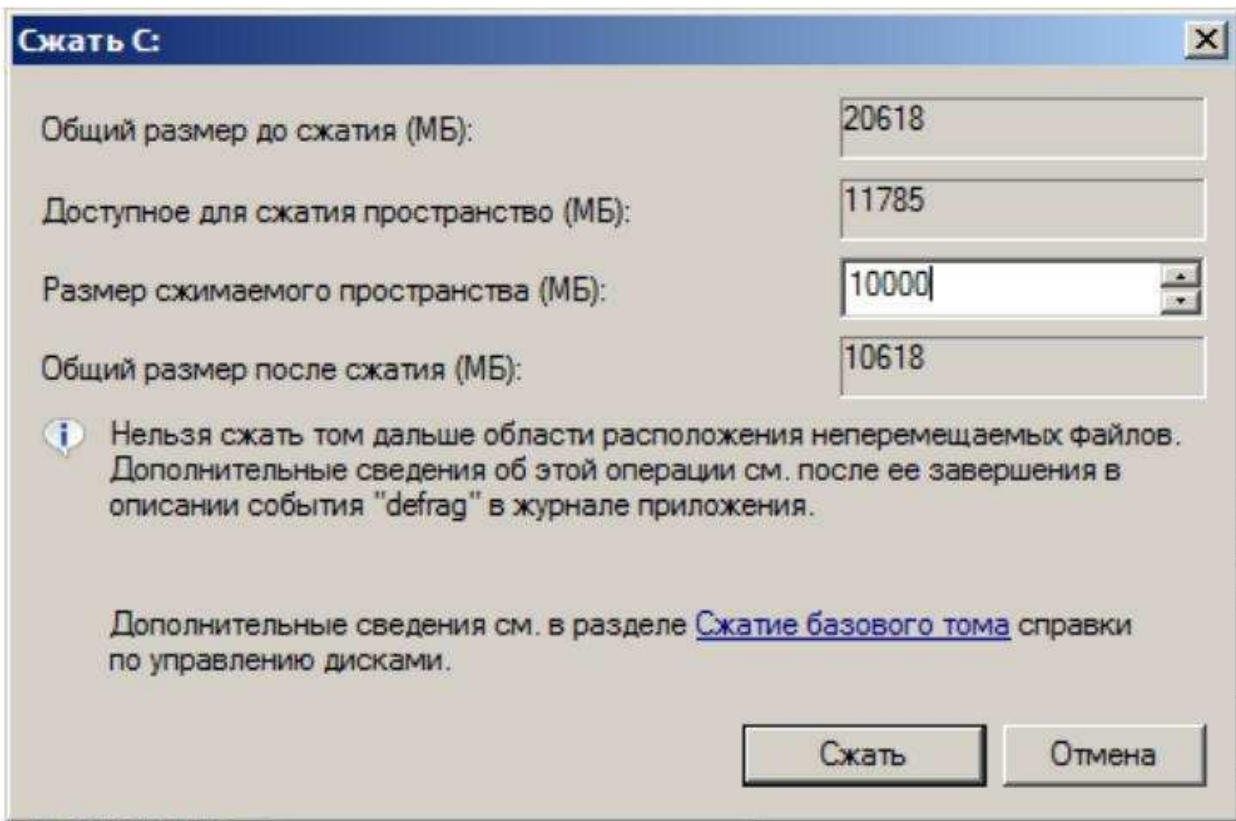 Сжать C:
Общий размер до сжатия (МБ): 20618
Доступное для сжатия пространство (МБ): 11785
Размер сжимаемого пространства (МБ): 10000
Общий размер после сжатия (МБ): 10618
Нельзя сжать том дальше области расположения неперемещаемых файлов.
Дополнительные сведения об этой операции см. после ее завершения в
описании события "defrag" в журнале приложения.
Дополнительные сведения см. в разделе Сжатие базового тома справки
по управлению дисками.
Сжать Отмена